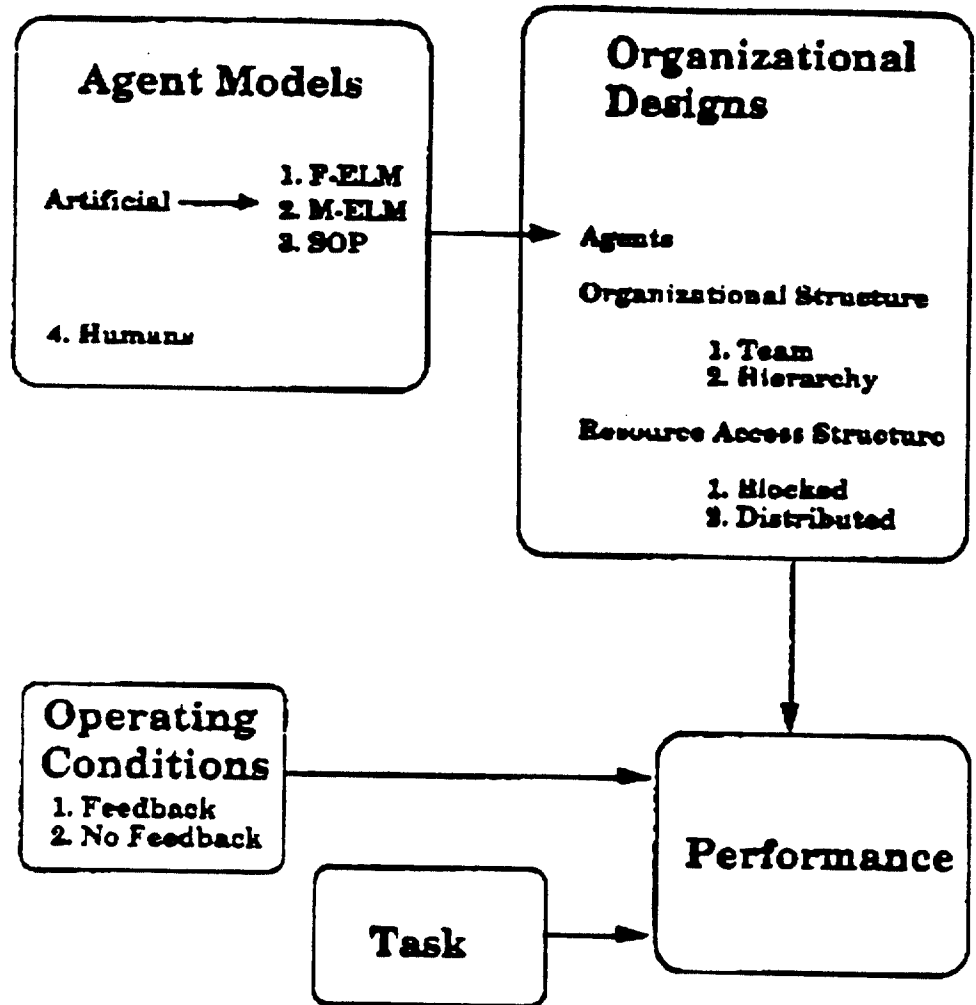 Agent Models
Artificial
1. F-ELM
2. M-ELM
3. SOP
4. Humans
Organizational
Designs
Agents
Organizational Structure
1. Team
2. Hierarchy
Resource Access Structure
1. Blocked
2. Distributed
Operating
Conditions
1. Feedback
2. No Feedback
Task
Performance